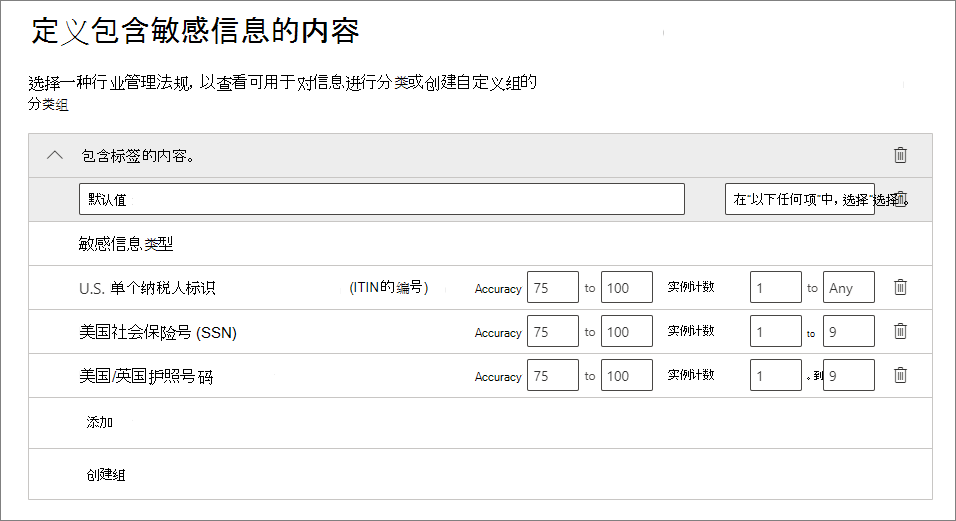 定义包含敏感信息的内容
选择一种行业管理法规, 以查看可用于对信息进行分类或创建自定义组的
分类组
包含标签的内容。
默认值 在"以下任何项"中, 选择"选择"。
敏感信息类型
U.S. 单个纳税人标识 (ITIN的编号) Accuracy 75 to 100 实例计数 1 to Any
美国社会保险号 (SSN) Accuracy 75 to 100 实例计数 1 to 9
美国/英国护照号码 Accuracy 75 to 100 实例计数 1 。到 9
添加
创建组